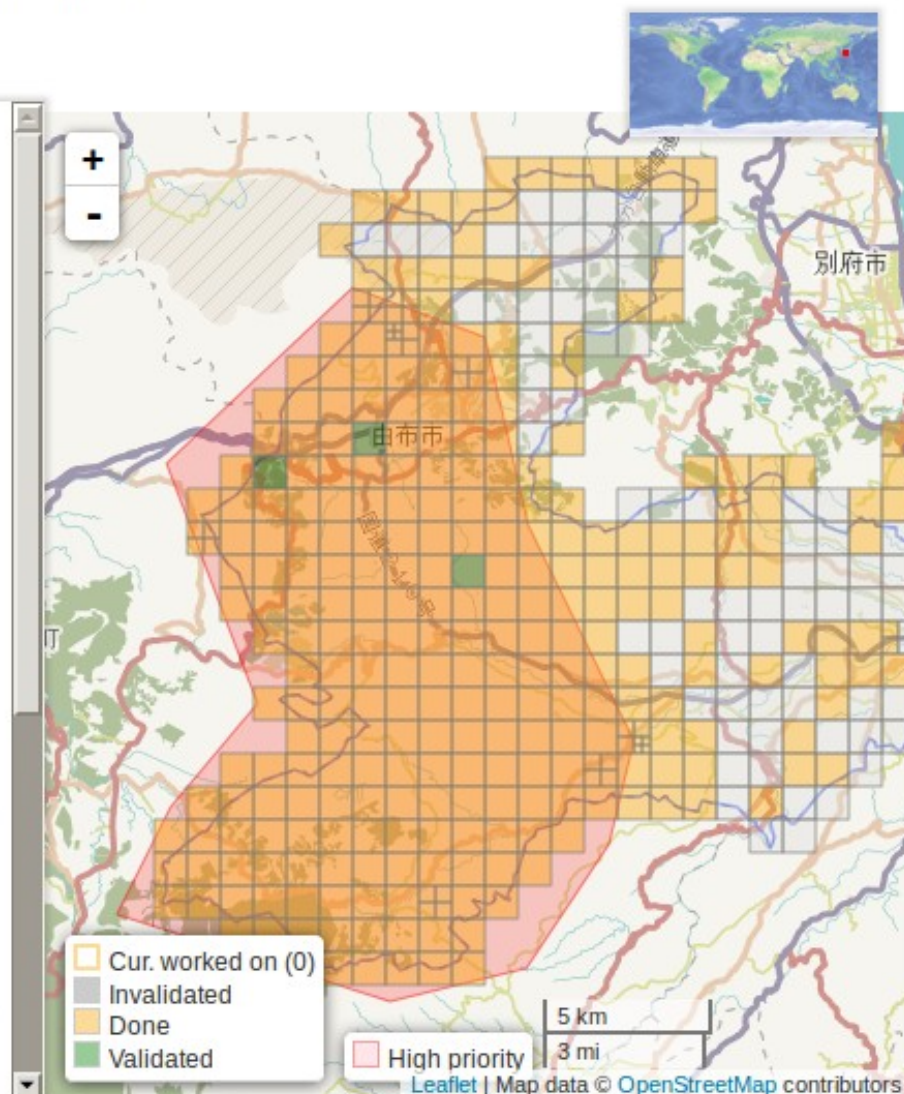 +
-
別府市
由布市
町
Cur. worked on (0)
Invalidated
Done
Validated
High priority
5 km
3 mi
Leaflet | Map data © OpenStreetMap contributors